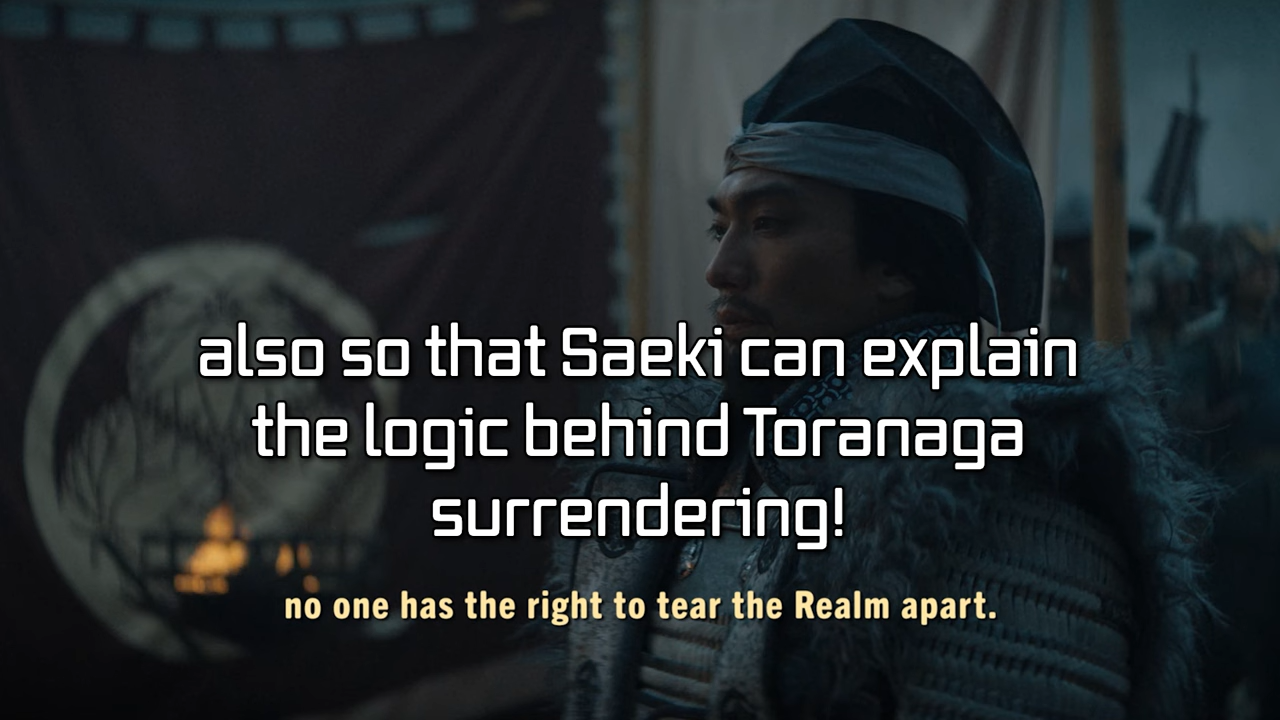 also so that Saeki can explain
the logic behind Toranaga
surrendering!
no one has the right to tear the Realm apart.